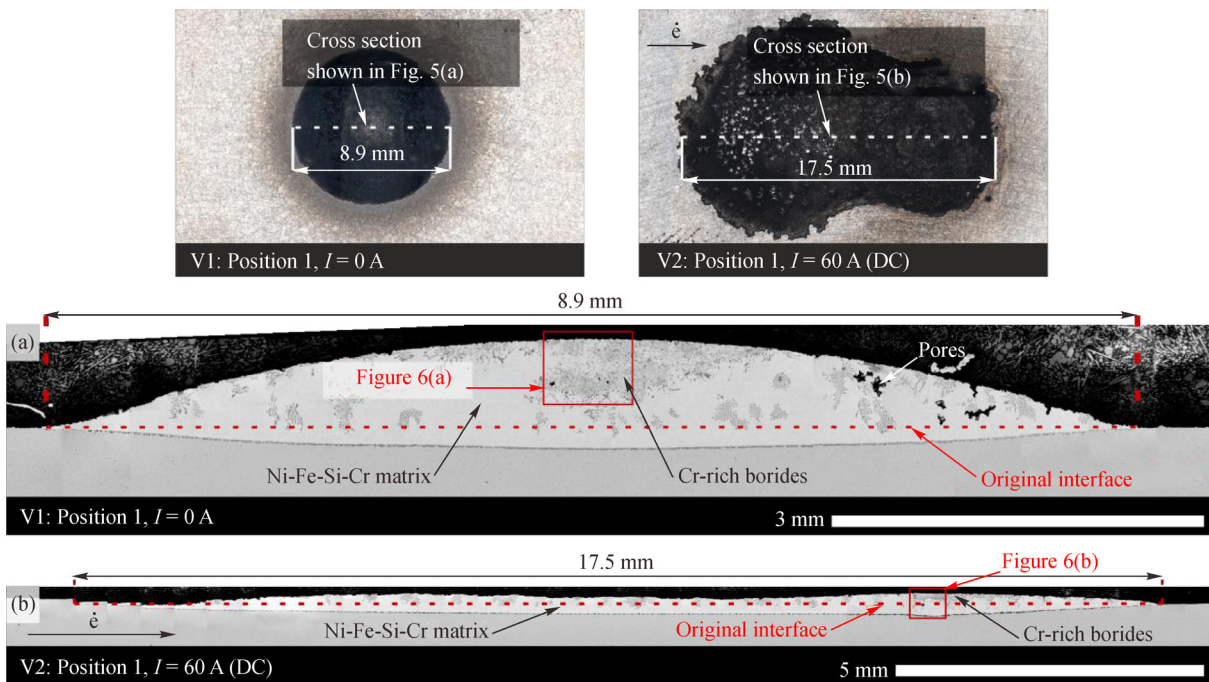 Cross section
shown in Fig. 5(a)
8.9 mm
V1: Position 1, I = 0 A
ė
Cross section
shown in Fig. 5(b)
17.5 mm
V2: Position 1, I = 60 A (DC)
8.9 mm
(a)
Pores
Figure 6(a)
Ni-Fe-Si-Cr matrix
Cr-rich borides
Original interface
V1: Position 1, I = 0 A
3 mm
17.5 mm
Figure 6(b)
(b)
ė
Ni-Fe-Si-Cr matrix
Original interface
Cr-rich borides
V2: Position 1, I = 60 A (DC)
5 mm